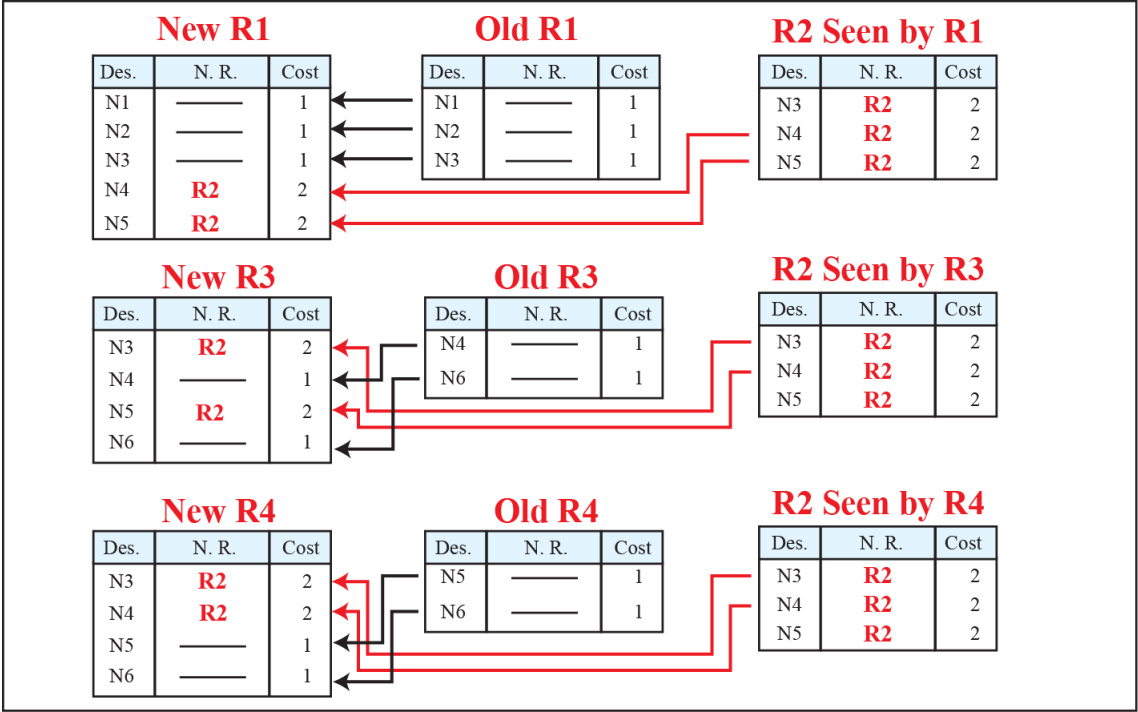 New R1 Old R1 R2 Seen by R1
Des. N. R. Cost Des. N. R. Cost Des. N. R. Cost
N1 1 N1 1 N3 R2 2
N2 1 N2 1 N4 R2 2
N3 1 N3 1 N5 R2 2
N4 R2 2
N5 R2 2
New R3 Old R3 R2 Seen by R3
Des. N. R. Cost Des. N. R. Cost Des. N. R. Cost
N3 R2 2 N4 1 N3 R2 2
N4 1 N6 1 N4 R2 2
N5 R2 2 N5 R2 2
N6 1
New R4 Old R4 R2 Seen by R4
Des. N. R. Cost Des. N. R. Cost Des. N. R. Cost
N3 R2 2 N5 1 N3 R2 2
N4 R2 2 N6 1 N4 R2 2
N5 1 N5 R2 2
N6 1